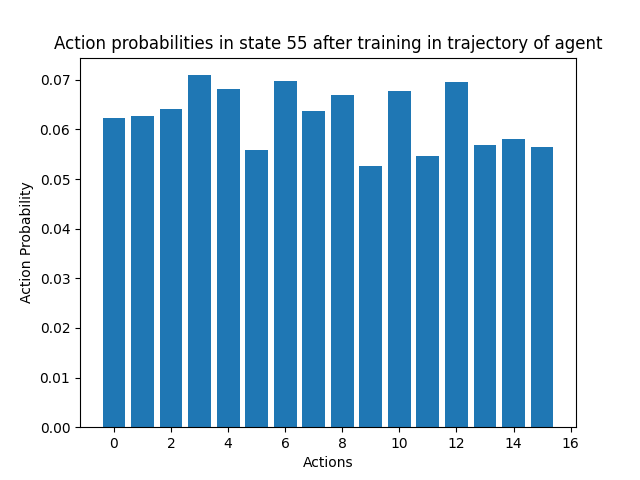 Action probabilities in state 55 after training in trajectory of agent
0.07
0.06
0.05
0.04
0.03
0.02
0.01
0.00
Action Probability
0 2 4 6 8 10 12 14 16
Actions